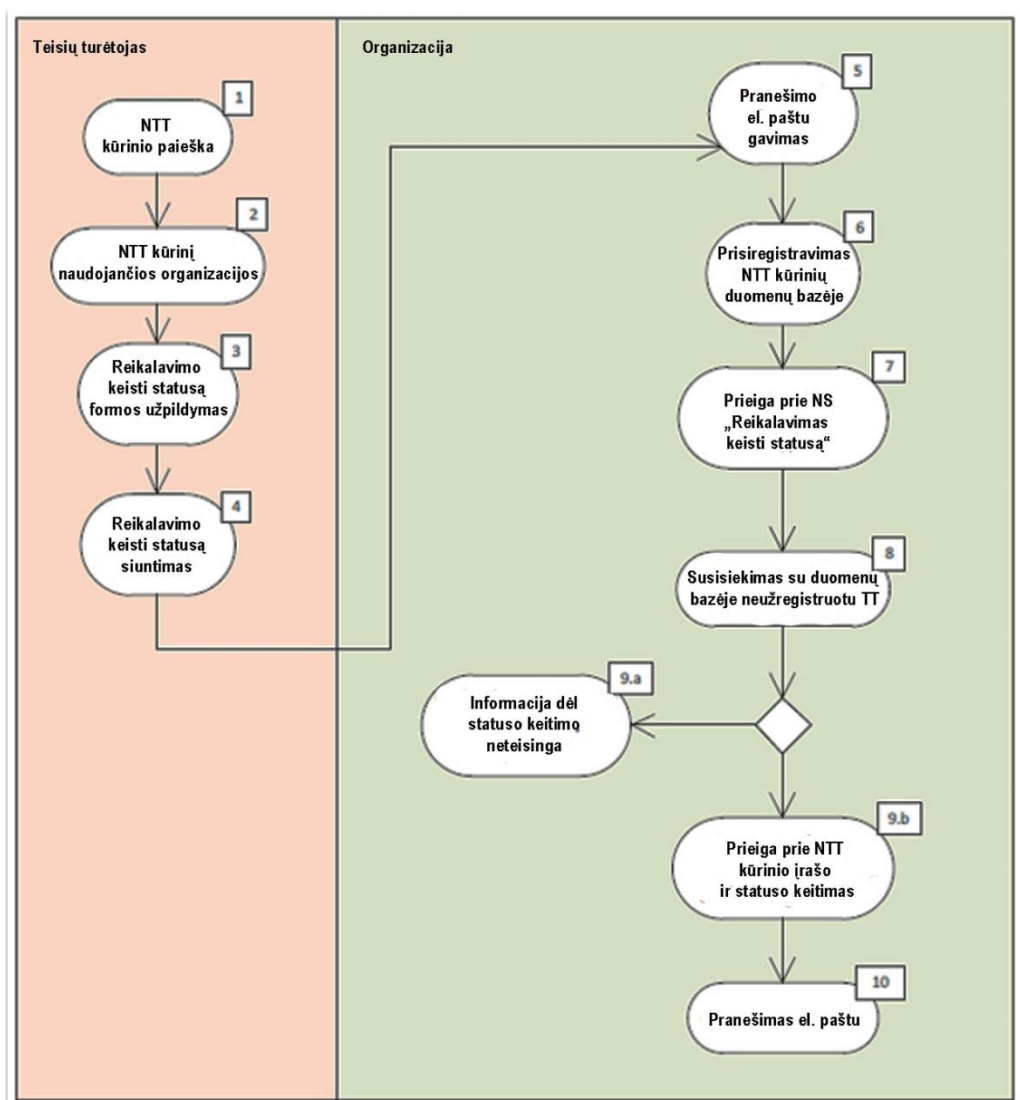 Teisių turėtojas
1
NTT
kūrinio paieška
2
NTT kūrinį
naudojančios organizacijos
3
Reikalavimo
keisti statusą
formos užpildymas
4
Reikalavimo
keisti statusą
siuntimas
Organizacija
5
Pranešimo
el. paštu
gavimas
6
Prisiregistravimas
NTT kūrinių
duomenų bazėje
7
Prieiga prie NS
„Reikalavimas
keisti statusą“
8
Susisiekimas su duomenų
bazėje neužregistruotu TT
9.a
Informacija dėl
statuso keitimo
neteisinga
9.b
Prieiga prie NTT
kūrinio įrašo
ir statuso keitimas
10
Pranešimas el. paštu